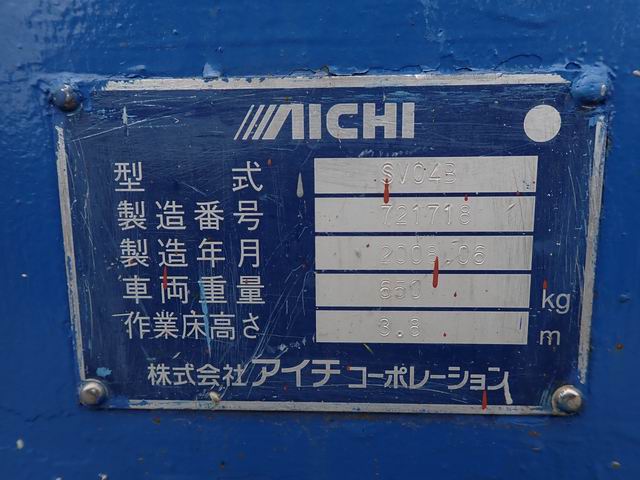 AICHI
型式 SV04B
製造番号 721718
製造年月 2008.06
車両重量 650 kg
作業床高さ 3.8 m
株式会社アイチコーポレーション